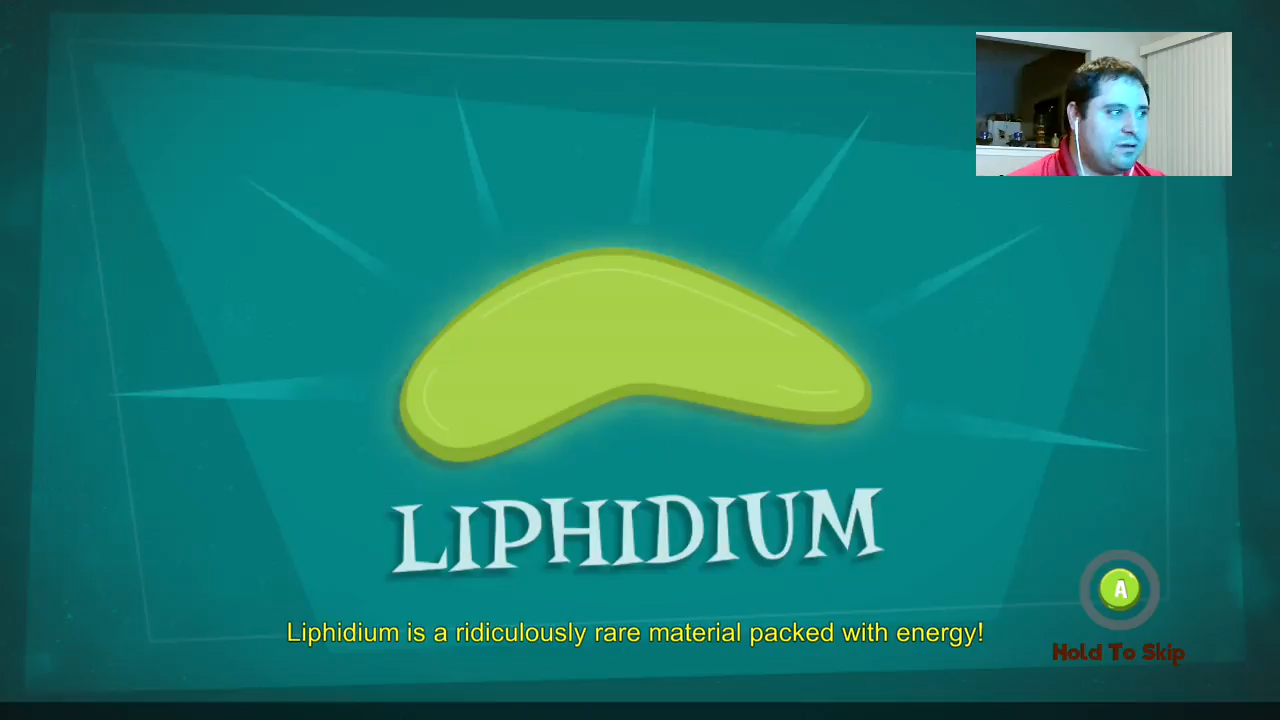 LIPHIDIUM
Liphidium is a ridiculously rare material packed with energy!
A
Hold To Skip